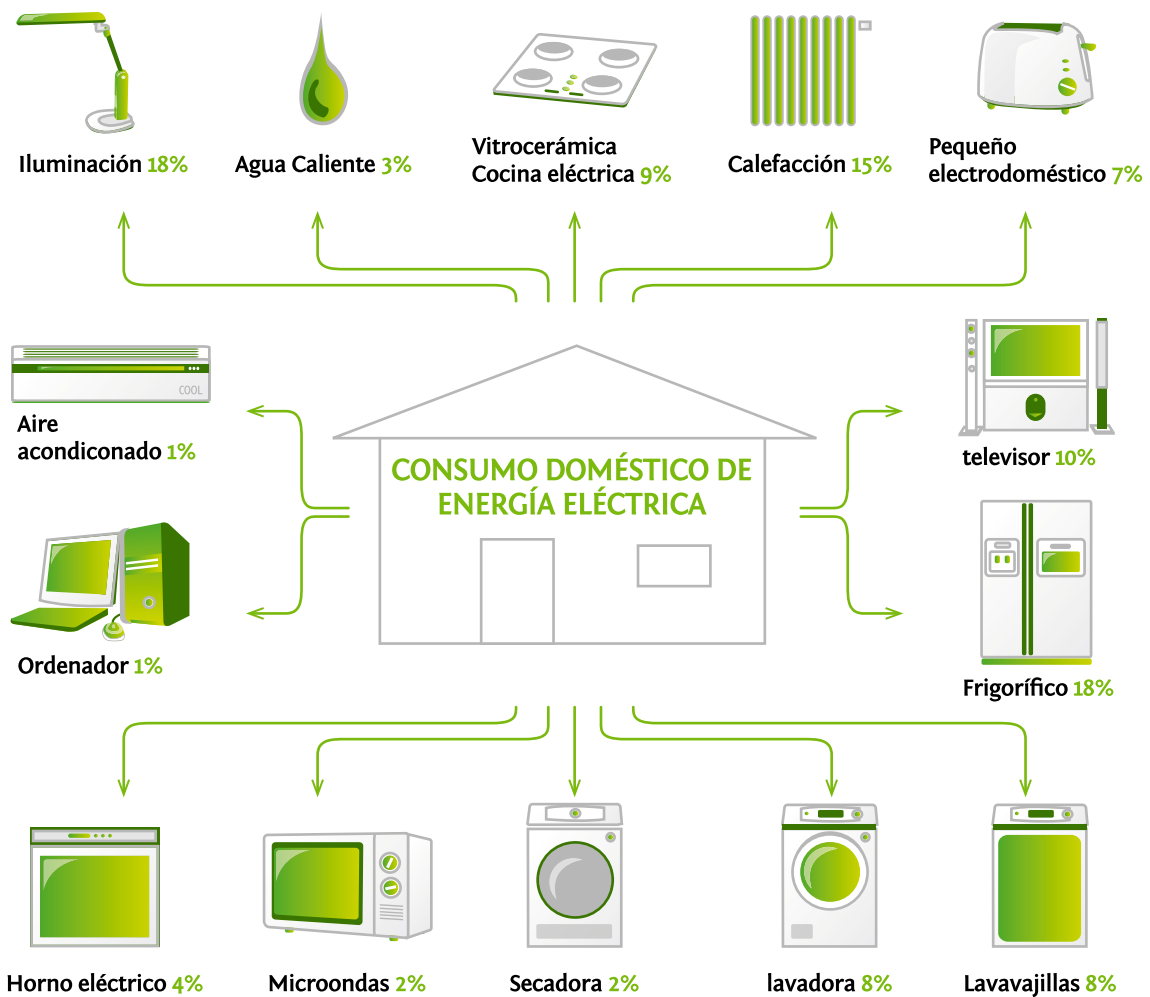 Iluminación 18%
Agua Caliente 3%
Vitrocerámica
Cocina eléctrica 9%
Calefacción 15%
Pequeño
electrodoméstico 7%
COOL
Aire
acondiconado 1%
televisor 10%
CONSUMO DOMÉSTICO DE
ENERGÍA ELÉCTRICA
Ordenador 1%
Frigorífico 18%
Horno eléctrico 4%
Microondas 2%
Secadora 2%
lavadora 8%
Lavavajillas 8%